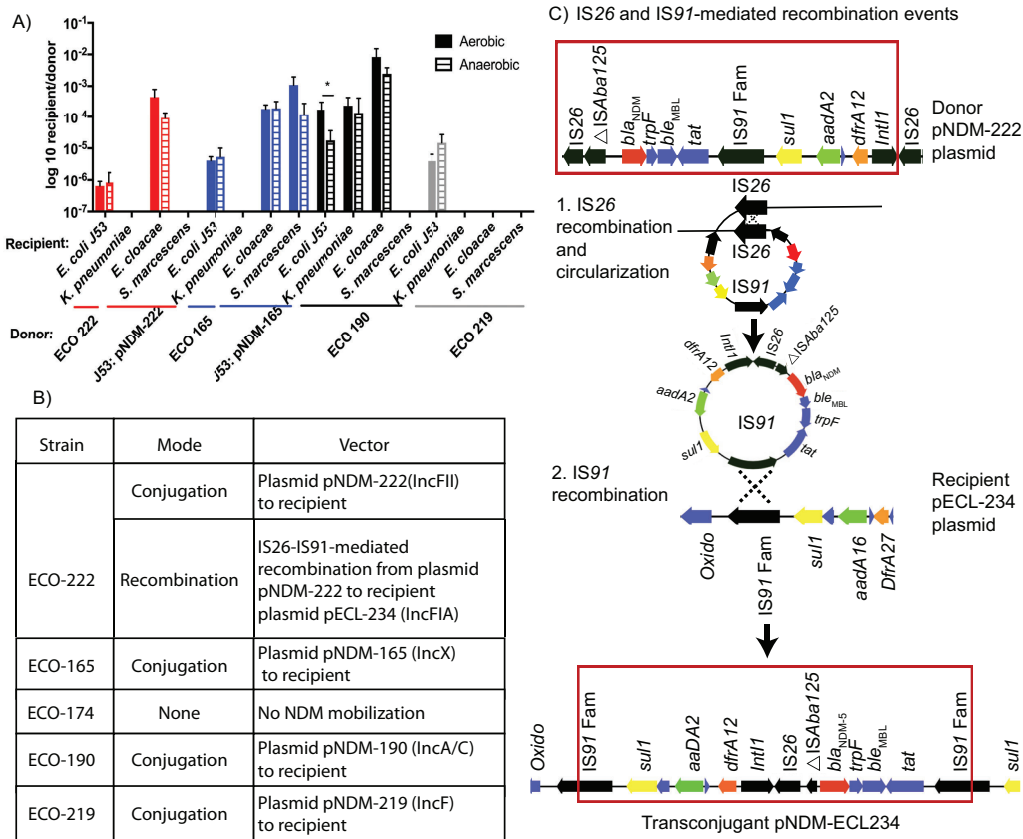 A)
log 10 recipient/donor
10-1
10-2
10-3
10-4
10-5
10-6
10-7
Aerobic
Anaerobic
*
Recipient:
E. coli J53
K. pneumoniae
E. cloacae
S. marcescens
E. coli J53
K. pneumoniae
E. cloacae
S. marcescens
E. coli J53
K. pneumoniae
E. cloacae
S. marcescens
E. coli J53
K. pneumoniae
E. cloacae
S. marcescens
Donor:
ECO 222
J53: pNDM-222
ECO 165
J53: pNDM-165
ECO 190
ECO 219
B)
Strain Mode Vector
ECO-222
Conjugation
Plasmid pNDM-222(IncFII)
to recipient
Recombination
IS26-IS91-mediated
recombination from plasmid
pNDM-222 to recipient
plasmid pECL-234 (IncFIA)
ECO-165 Conjugation
Plasmid pNDM-165 (IncX)
to recipient
ECO-174 None No NDM mobilization
ECO-190 Conjugation
Plasmid pNDM-190 (IncA/C)
to recipient
ECO-219 Conjugation
Plasmid pNDM-219 (IncF)
to recipient
C) IS26 and IS91-mediated recombination events
IS26
△ISAba125
blaNDM
trpF
bleMBL
tat
IS91 Fam
sul1
aadA2
dfrA12
IntI1
IS26
Donor
pNDM-222
plasmid
1. IS26
recombination
and
circularization
IS26
IS26
IS91
IntI1
IS26
△ISAba125
blaNDM
bleMBL
trpF
tat
sul1
aadA2
dfrA12
IS91
2. IS91
recombination
Recipient
pECL-234
plasmid
Oxido
IS91 Fam
sul1
aadA16
DfrA27
Oxido
IS91 Fam
sul1
aaDA2
dfrA12
IntI1
IS26
△ISAba125
blaNDM-5
trpF
bleMBL
tat
IS91 Fam
sul1
Transconjugant pNDM-ECL234